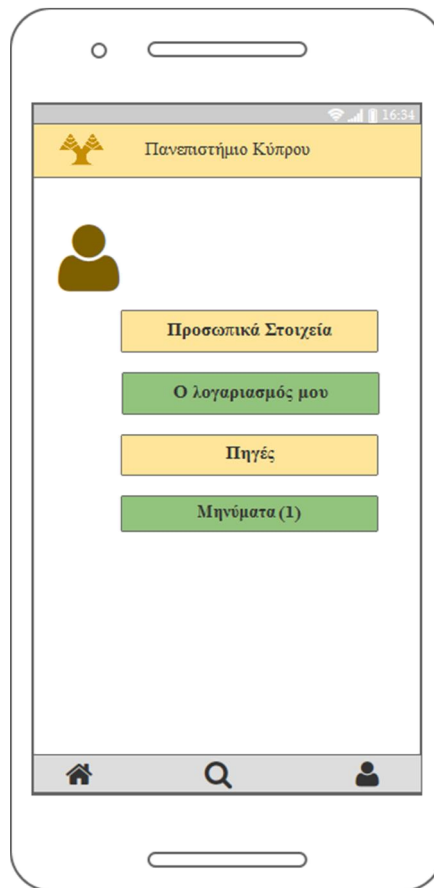 16:34
Πανεπιστήμιο Κύπρου
Προσωπικά Στοιχεία
Ο λογαριασμός μου
Πηγές
Μηνύματα (1)